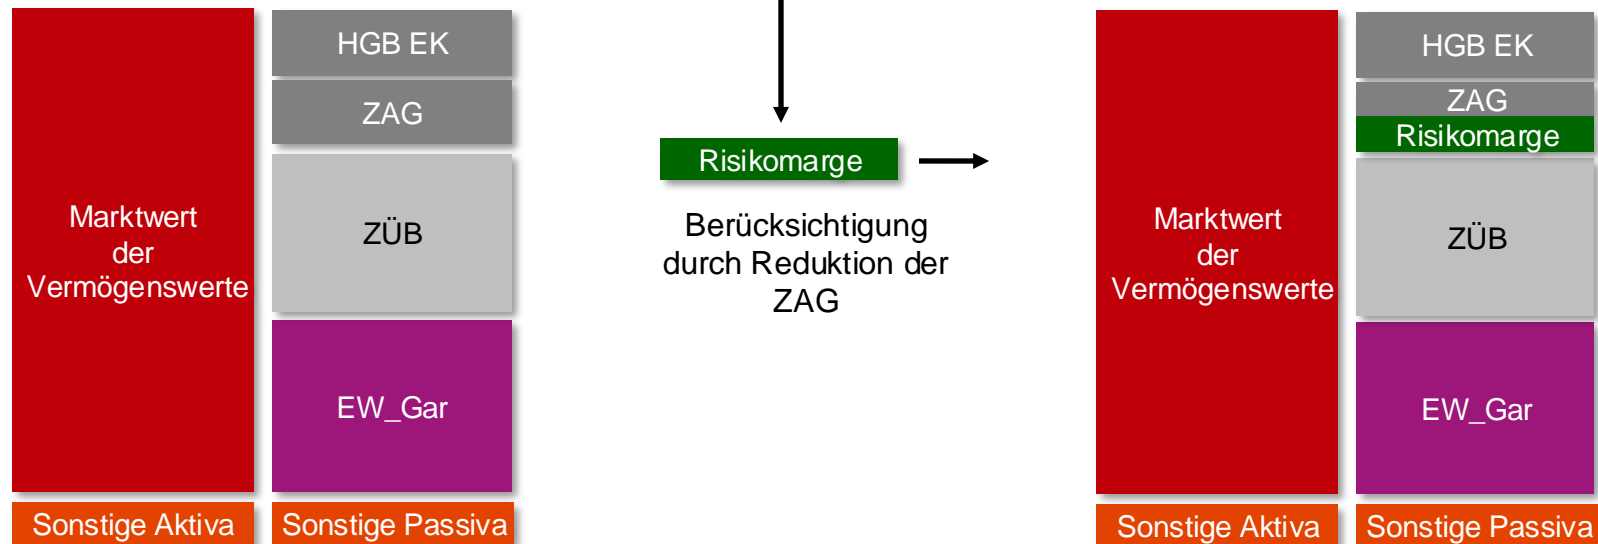 HGB EK
ZAG
ZÜB
Marktwert
der
Vermögenswerte
EW_Gar
Sonstige Aktiva
Sonstige Passiva
Risikomarge
Berücksichtigung
durch Reduktion der
ZAG
HGB EK
ZAG
Risikomarge
ZÜB
Marktwert
der
Vermögenswerte
EW_Gar
Sonstige Aktiva
Sonstige Passiva